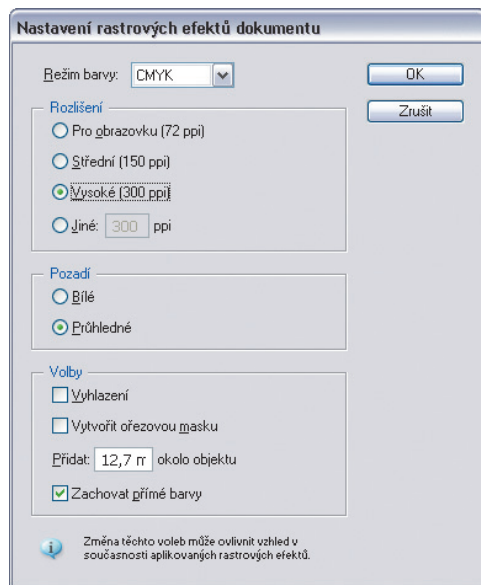 Nastavení rastrových efektů dokumentu
Režim barvy: CMYK
OK
Zrušit
Rozlišení
Pro obrazovku (72 ppi)
Střední (150 ppi)
Vysoké (300 ppi)
Jiné: 300 ppi
Pozadí
Bílé
Průhledné
Volby
Vyhlazení
Vytvořit ořezovou masku
Přidat: 12,7 m okolo objektu
Zachovat přímé barvy
Změna těchto voleb může ovlivnit vzhled v
současnosti aplikovaných rastrových efektů.